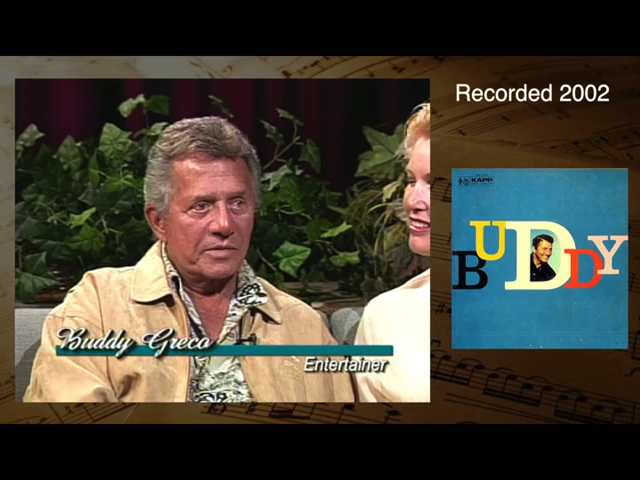 Recorded 2002
KAPP
BUDDY
Buddy Greco
Entertainer